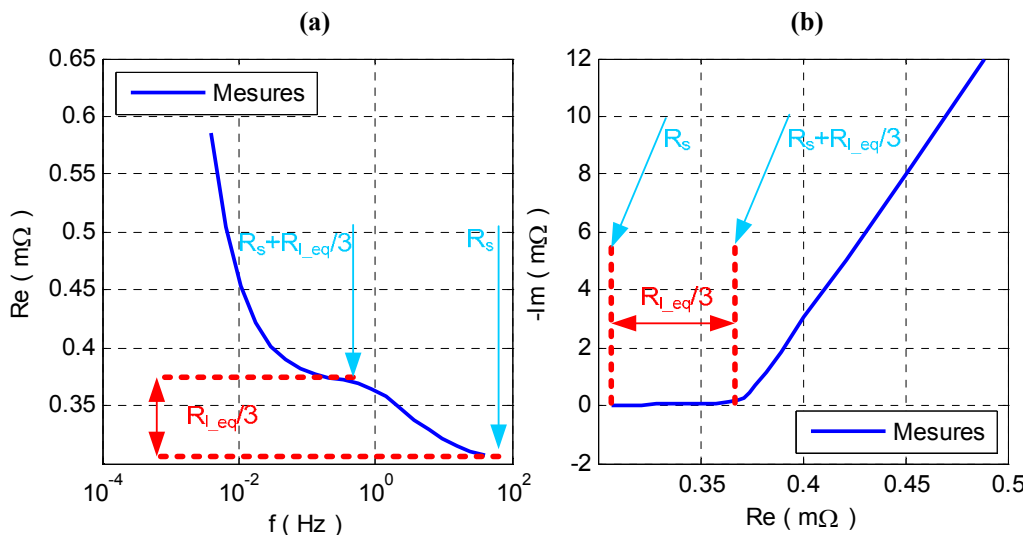 (a)
0.65
0.6
0.55
0.5
0.45
0.4
0.35
Re ( mΩ )
Mesures
Rs+Rl_eq/3
Rs
Rl_eq/3
10-4
10-2
100
102
f ( Hz )
(b)
12
10
8
6
4
2
0
-2
-Im ( mΩ )
Rs
Rs+Rl_eq/3
Rl_eq/3
Mesures
0.35
0.4
0.45
0.5
Re ( mΩ )